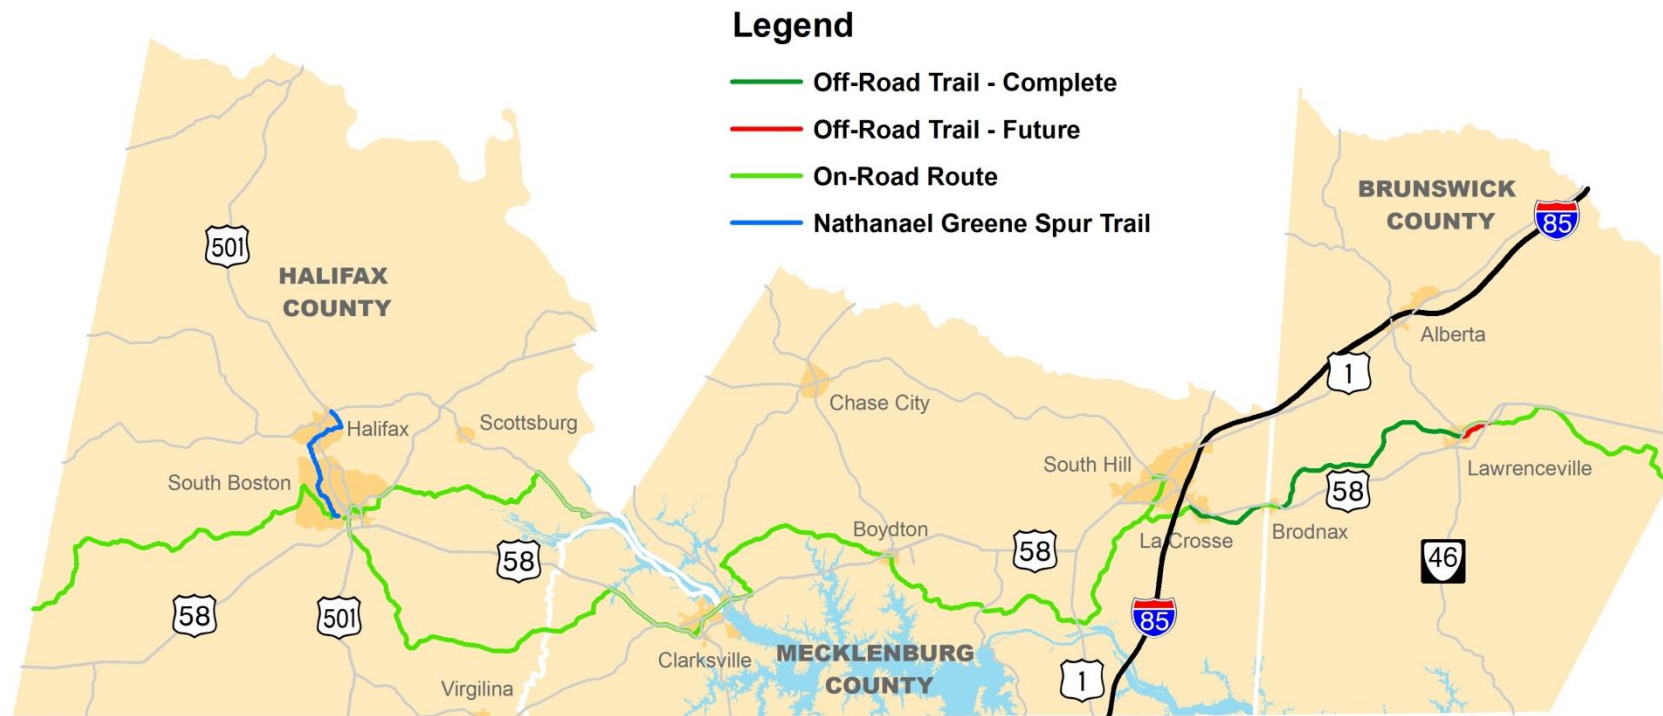 Legend
Off-Road Trail - Complete
Off-Road Trail - Future
On-Road Route
Nathanael Greene Spur Trail
BRUNSWICK
COUNTY
85
501
HALIFAX
COUNTY
Alberta
1
Chase City
Scottsburg
Halifax
South Hill
Lawrenceville
South Boston
58
Boydton
Brodnax
La Crosse
58
58
46
58
501
85
Clarksville
MECKLENBURG
COUNTY
1
Virgilina